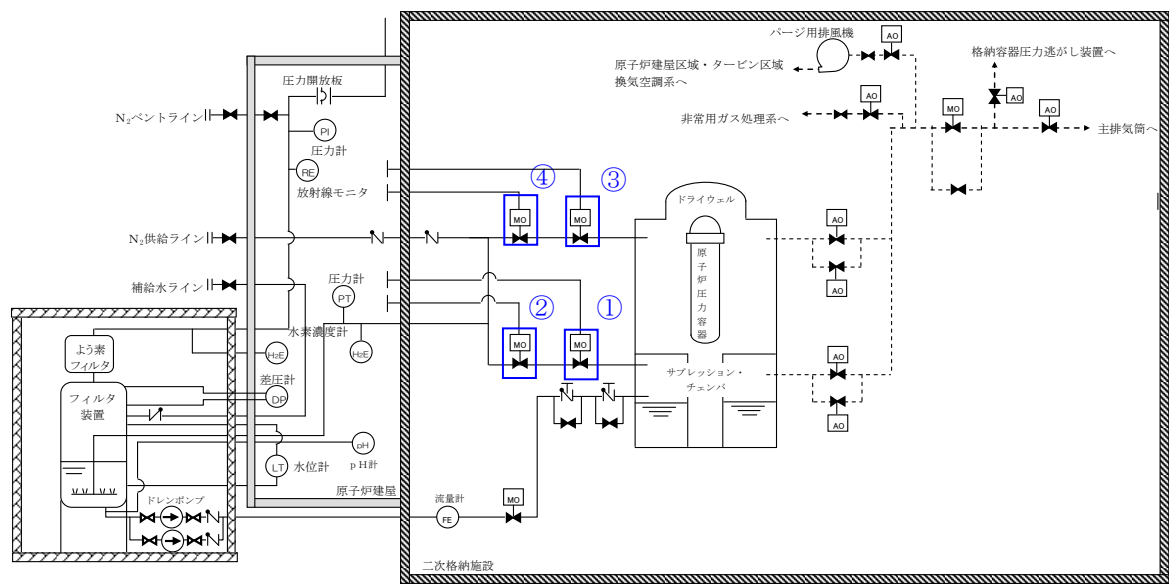 パージ用排風機
AO
格納容器圧力逃がし装置へ
原子炉建屋区域・タービン区域
換気空調系へ
AO
MO
AO
AO
非常用ガス処理系へ
主排気筒へ
圧力開放板
N₂ベントライン
PI
圧力計
RE
放射線モニタ
④
③
MO
MO
ドライウェル
原子炉圧力容器
AO
AO
N₂供給ライン
補給水ライン
圧力計
PT
水素濃度計
H₂E
H₂E
②
①
MO
MO
サプレッション・
チェンバ
AO
AO
よう素
フィルタ
差圧計
DP
フィルタ
装置
pH
pH計
LT
水位計
原子炉建屋
ドレンポンプ
流量計
FE
MO
二次格納施設